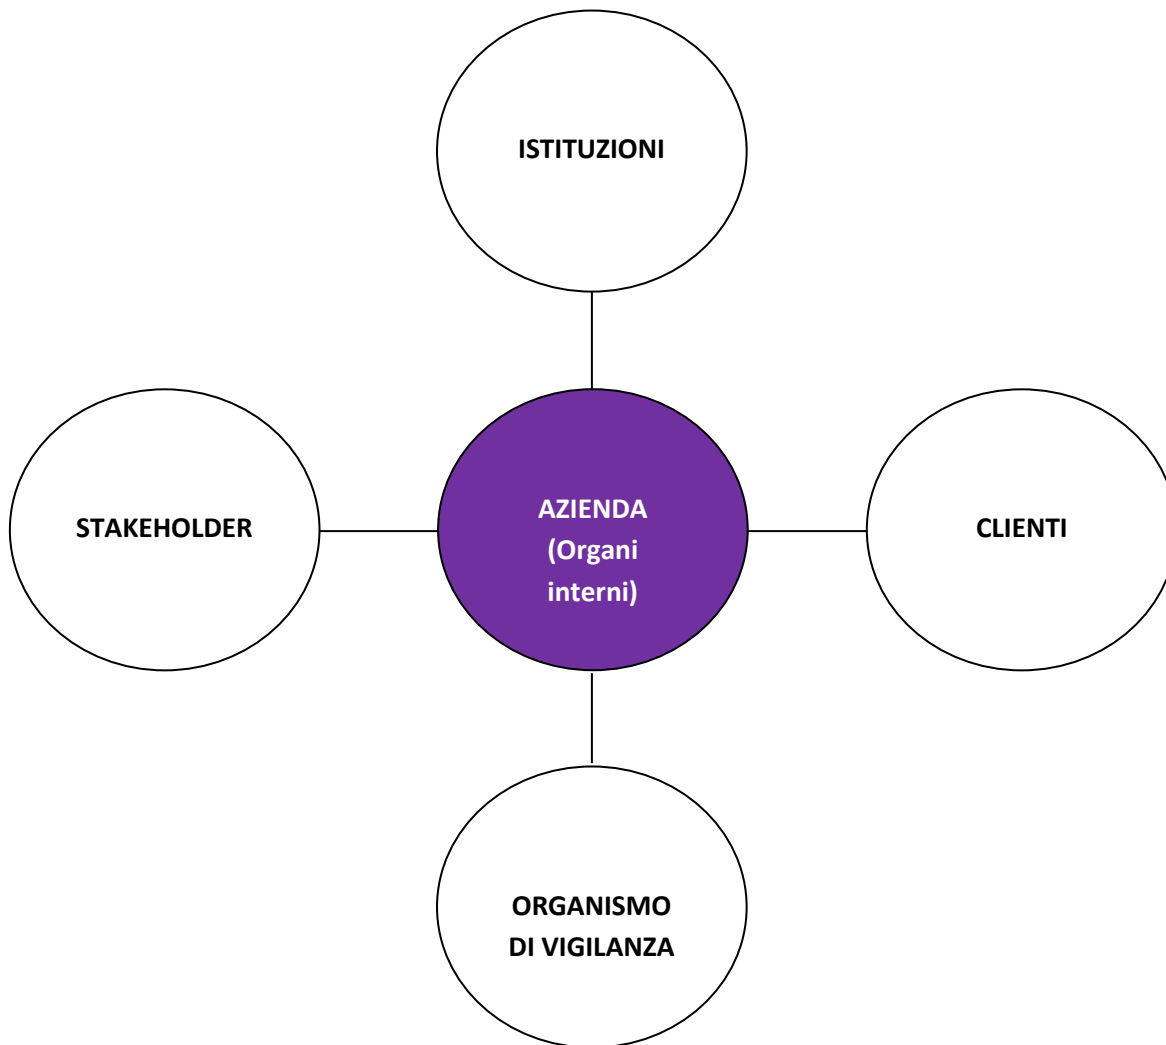 ISTITUZIONI
STAKEHOLDER
AZIENDA
(Organi
interni)
CLIENTI
ORGANISMO
DI VIGILANZA